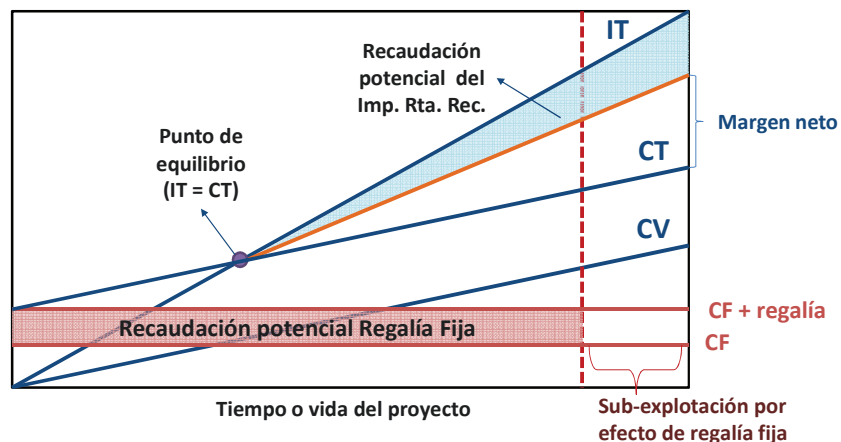 IT
Recaudación
potencial del
Imp. Rta. Rec.
Margen neto
Punto de
equilibrio
(IT = CT)
CT
CV
CF + regalía
Recaudación potencial Regalía Fija
CF
Tiempo o vida del proyecto
Sub-explotación por
efecto de regalía fija